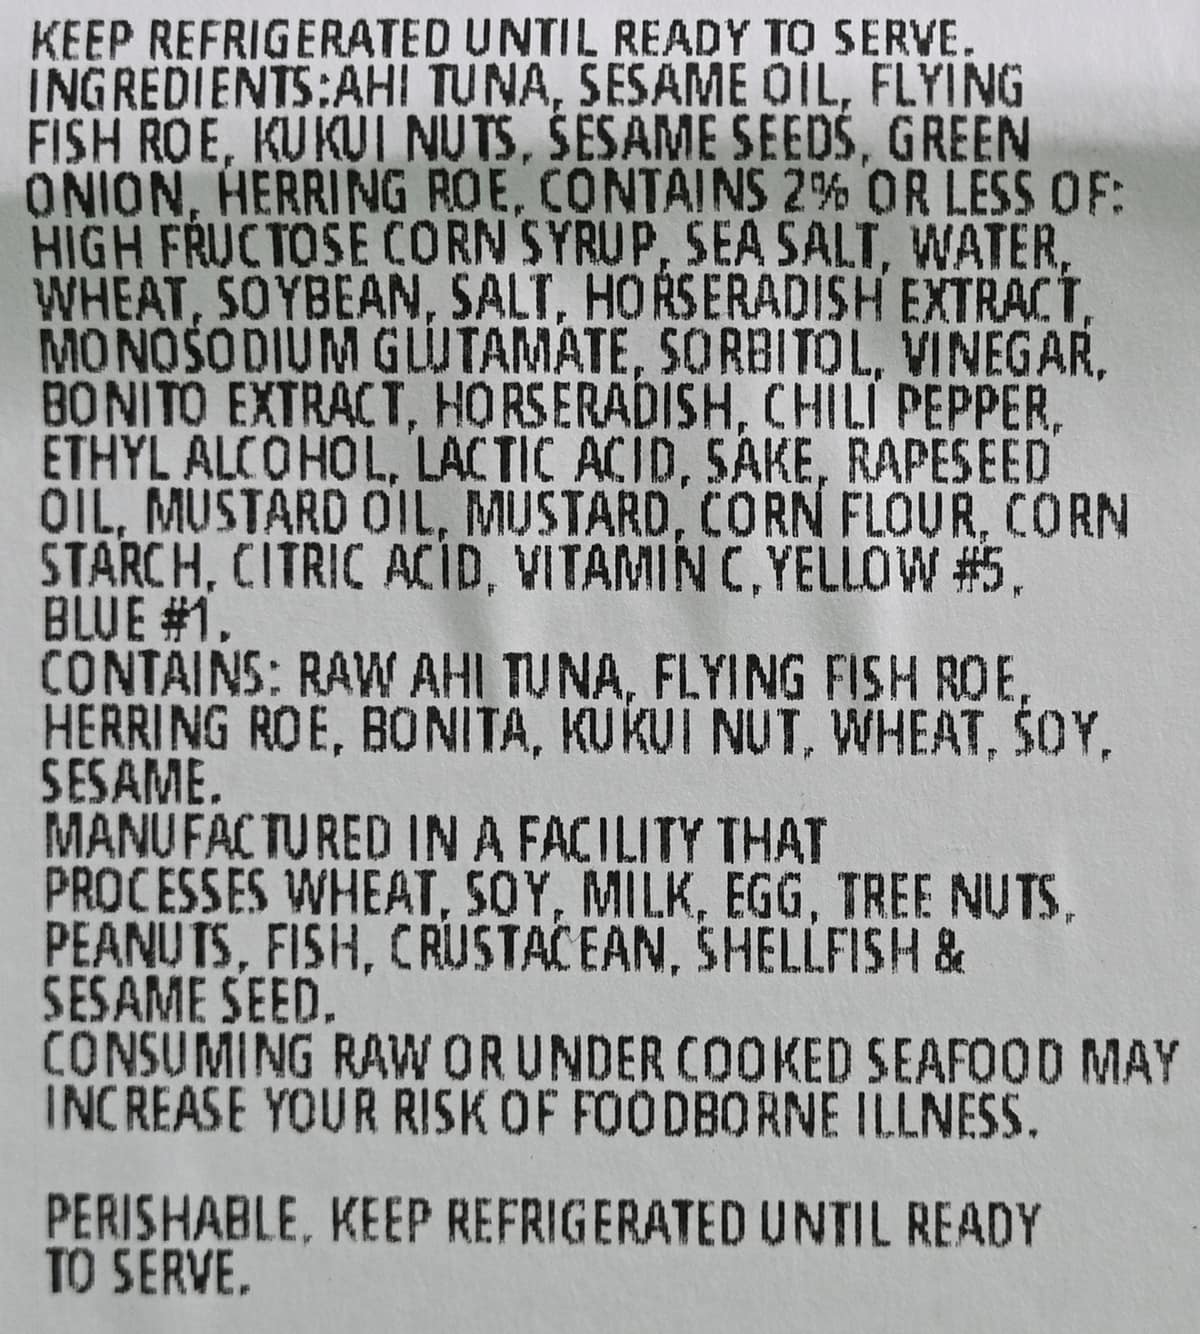 KEEP REFRIGERATED UNTIL READY TO SERVE.
INGREDIENTS:AHI TUNA, SESAME OIL, FLYING
FISH ROE, KUKUI NUTS, SESAME SEEDS, GREEN
ONION, HERRING ROE, CONTAINS 2% OR LESS OF:
HIGH FRUCTOSE CORN SYRUP, SEA SALT, WATER,
WHEAT, SOYBEAN, SALT, HORSERADISH EXTRACT,
MONOSODIUM GLUTAMATE, SORBITOL, VINEGAR,
BONITO EXTRACT, HORSERADISH, CHILI PEPPER,
ETHYL ALCOHOL, LACTIC ACID, SAKE, RAPESEED
OIL, MUSTARD OIL, MUSTARD, CORN FLOUR, CORN
STARCH, CITRIC ACID, VITAMIN C,YELLOW #5,
BLUE #1.
CONTAINS: RAW AHI TUNA, FLYING FISH ROE,
HERRING ROE, BONITA, KUKUI NUT, WHEAT, SOY,
SESAME.
MANUFACTURED IN A FACILITY THAT
PROCESSES WHEAT, SOY, MILK, EGG, TREE NUTS,
PEANUTS, FISH, CRUSTACEAN, SHELLFISH &
SESAME SEED.
CONSUMING RAW OR UNDER COOKED SEAFOOD MAY
INCREASE YOUR RISK OF FOODBORNE ILLNESS.
PERISHABLE, KEEP REFRIGERATED UNTIL READY
TO SERVE.